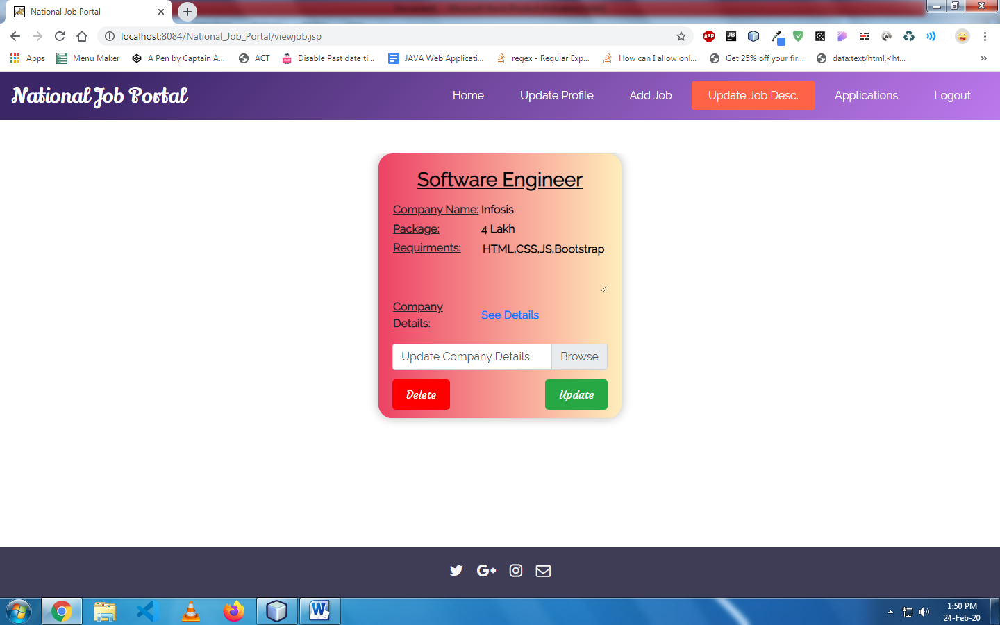 National Job Portal
localhost:8084/National_Job_Portal/viewjob.jsp
ABP
JB
Apps
Menu Maker
A Pen by Captain A...
ACT
Disable Past date ti...
JAVA Web Applicati...
regex - Regular Exp...
How can I allow onl...
Get 25% off your fir...
data:text/html,<ht...
»
National Job Portal
Home
Update Profile
Add Job
Update Job Desc.
Applications
Logout
Software Engineer
Company Name: Infosis
Package: 4 Lakh
Requirments: HTML,CSS,JS,Bootstrap
Company
Details:
See Details
Update Company Details Browse
Delete Update
G+
W
1:50 PM
24-Feb-20